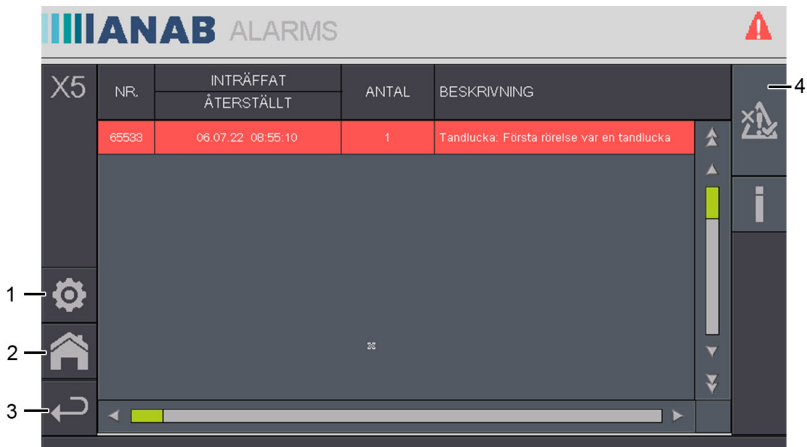 ANAB ALARMS
X5
NR.
INTRÄFFAT
ÅTERSTÄLLT
ANTAL
BESKRIVNING
65533 06.07.22 08:55:10 1 Tandlucka: Första rörelse var en tandlucka
1
2
3
4